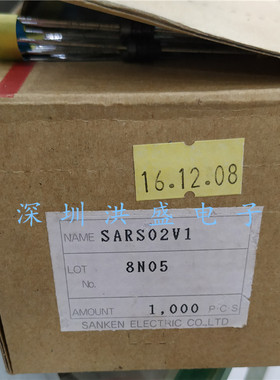 16.12.08
深圳洪盛电子
NAME SARS02V1
LOT No. 8N05
AMOUNT 1,000 P·C·S
SANKEN ELECTRIC CO.,LTD